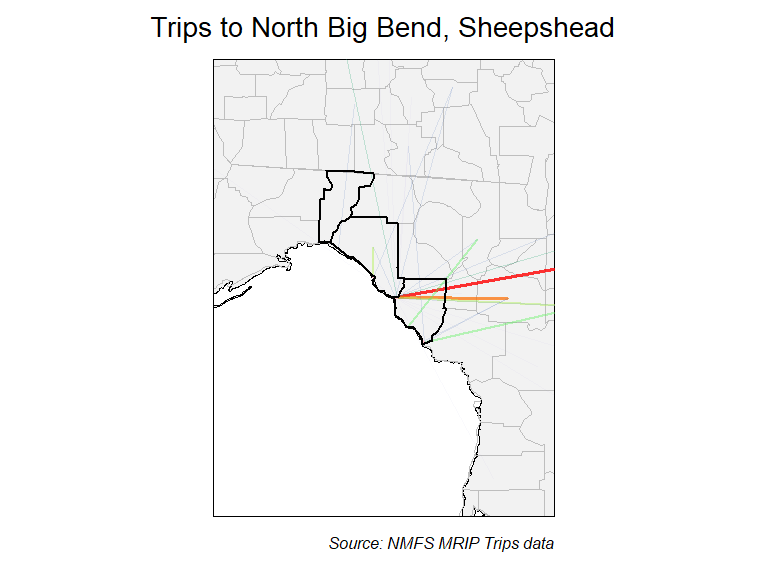 Trips to North Big Bend, Sheepshead
Source: NMFS MRIP Trips data